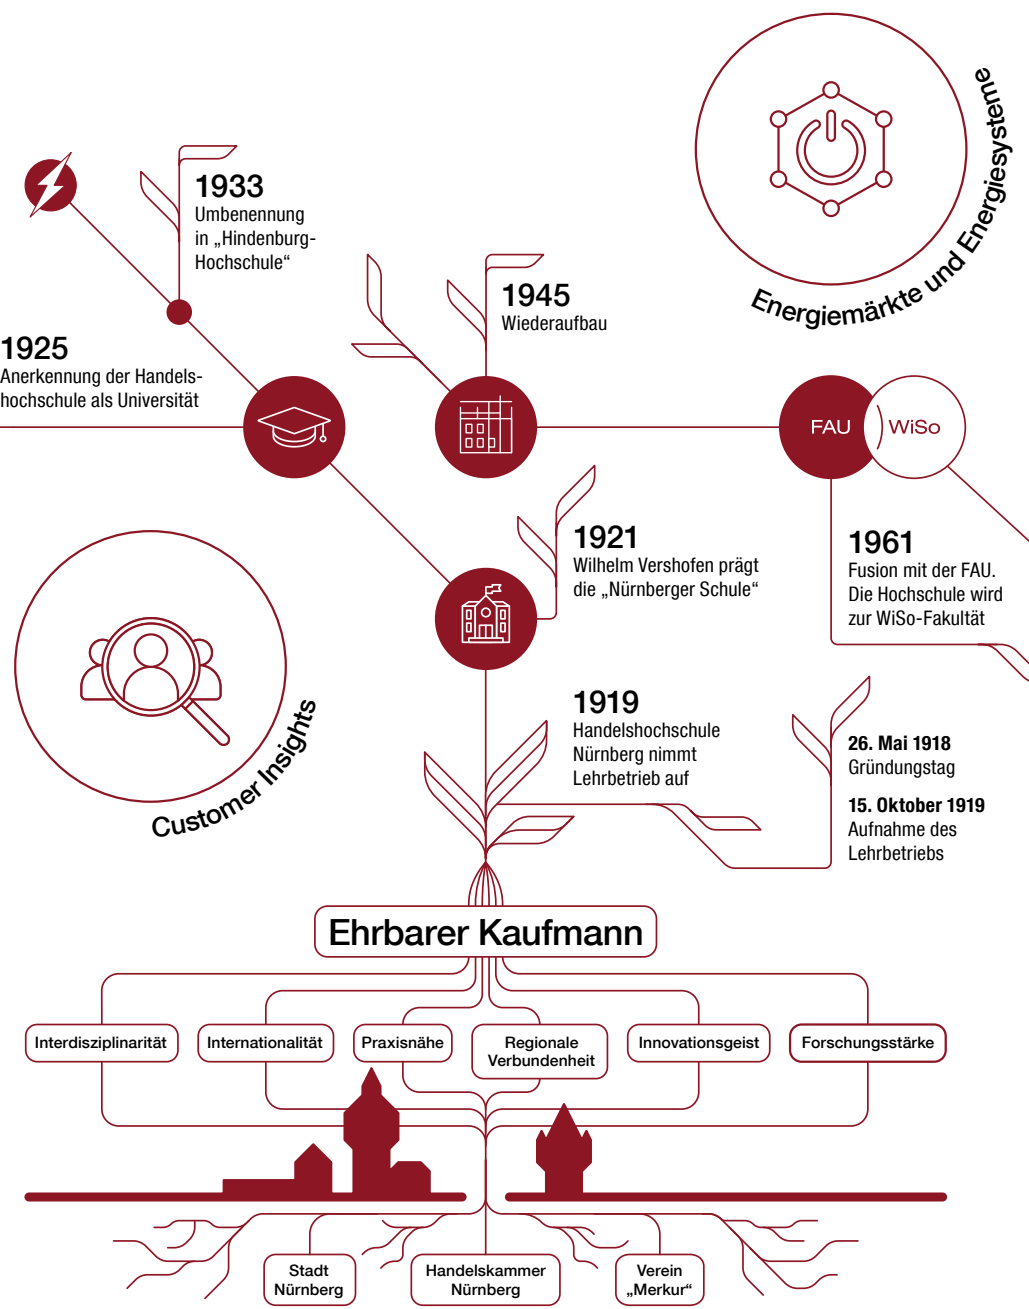 Energiemärkte und Energiesysteme
1933
Umbenennung
in „Hindenburg-
Hochschule“
1945
Wiederaufbau
1925
Anerkennung der Handels-
hochschule als Universität
FAU
WiSo
1921
Wilhelm Vershofen prägt
die „Nürnberger Schule“
1961
Fusion mit der FAU.
Die Hochschule wird
zur WiSo-Fakultät
Customer Insights
1919
Handelshochschule
Nürnberg nimmt
Lehrbetrieb auf
26. Mai 1918
Gründungstag
15. Oktober 1919
Aufnahme des
Lehrbetriebs
Ehrbarer Kaufmann
Interdisziplinarität
Internationalität
Praxisnähe
Regionale
Verbundenheit
Innovationsgeist
Forschungsstärke
Stadt
Nürnberg
Handelskammer
Nürnberg
Verein
„Merkur“